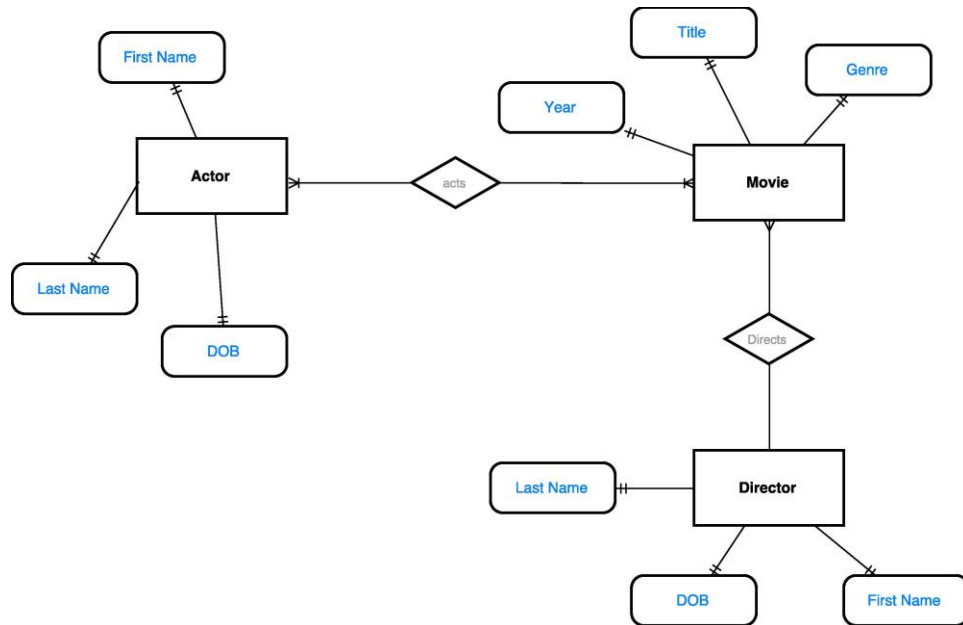 Title
First Name
Genre
Year
Actor
acts
Movie
Last Name
DOB
Directs
Last Name
Director
DOB
First Name